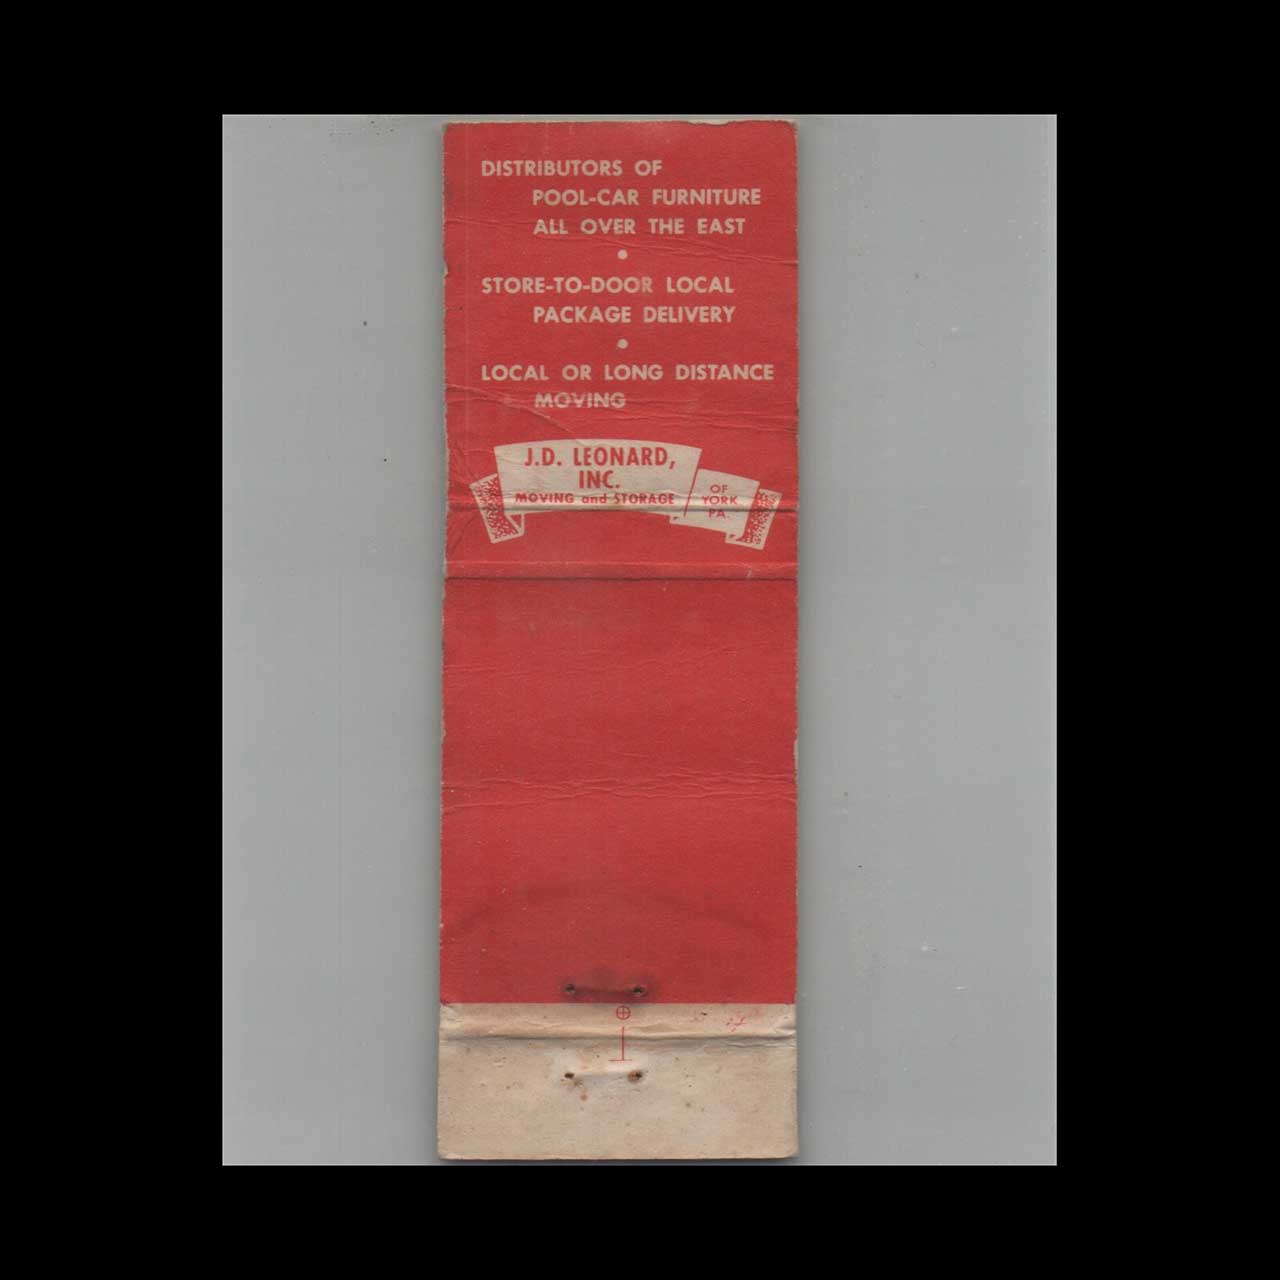 DISTRIBUTORS OF
POOL-CAR FURNITURE
ALL OVER THE EAST
•
STORE-TO-DOOR LOCAL
PACKAGE DELIVERY
•
LOCAL OR LONG DISTANCE
MOVING
J.D. LEONARD,
INC.
MOVING and STORAGE
OF
YORK
PA.